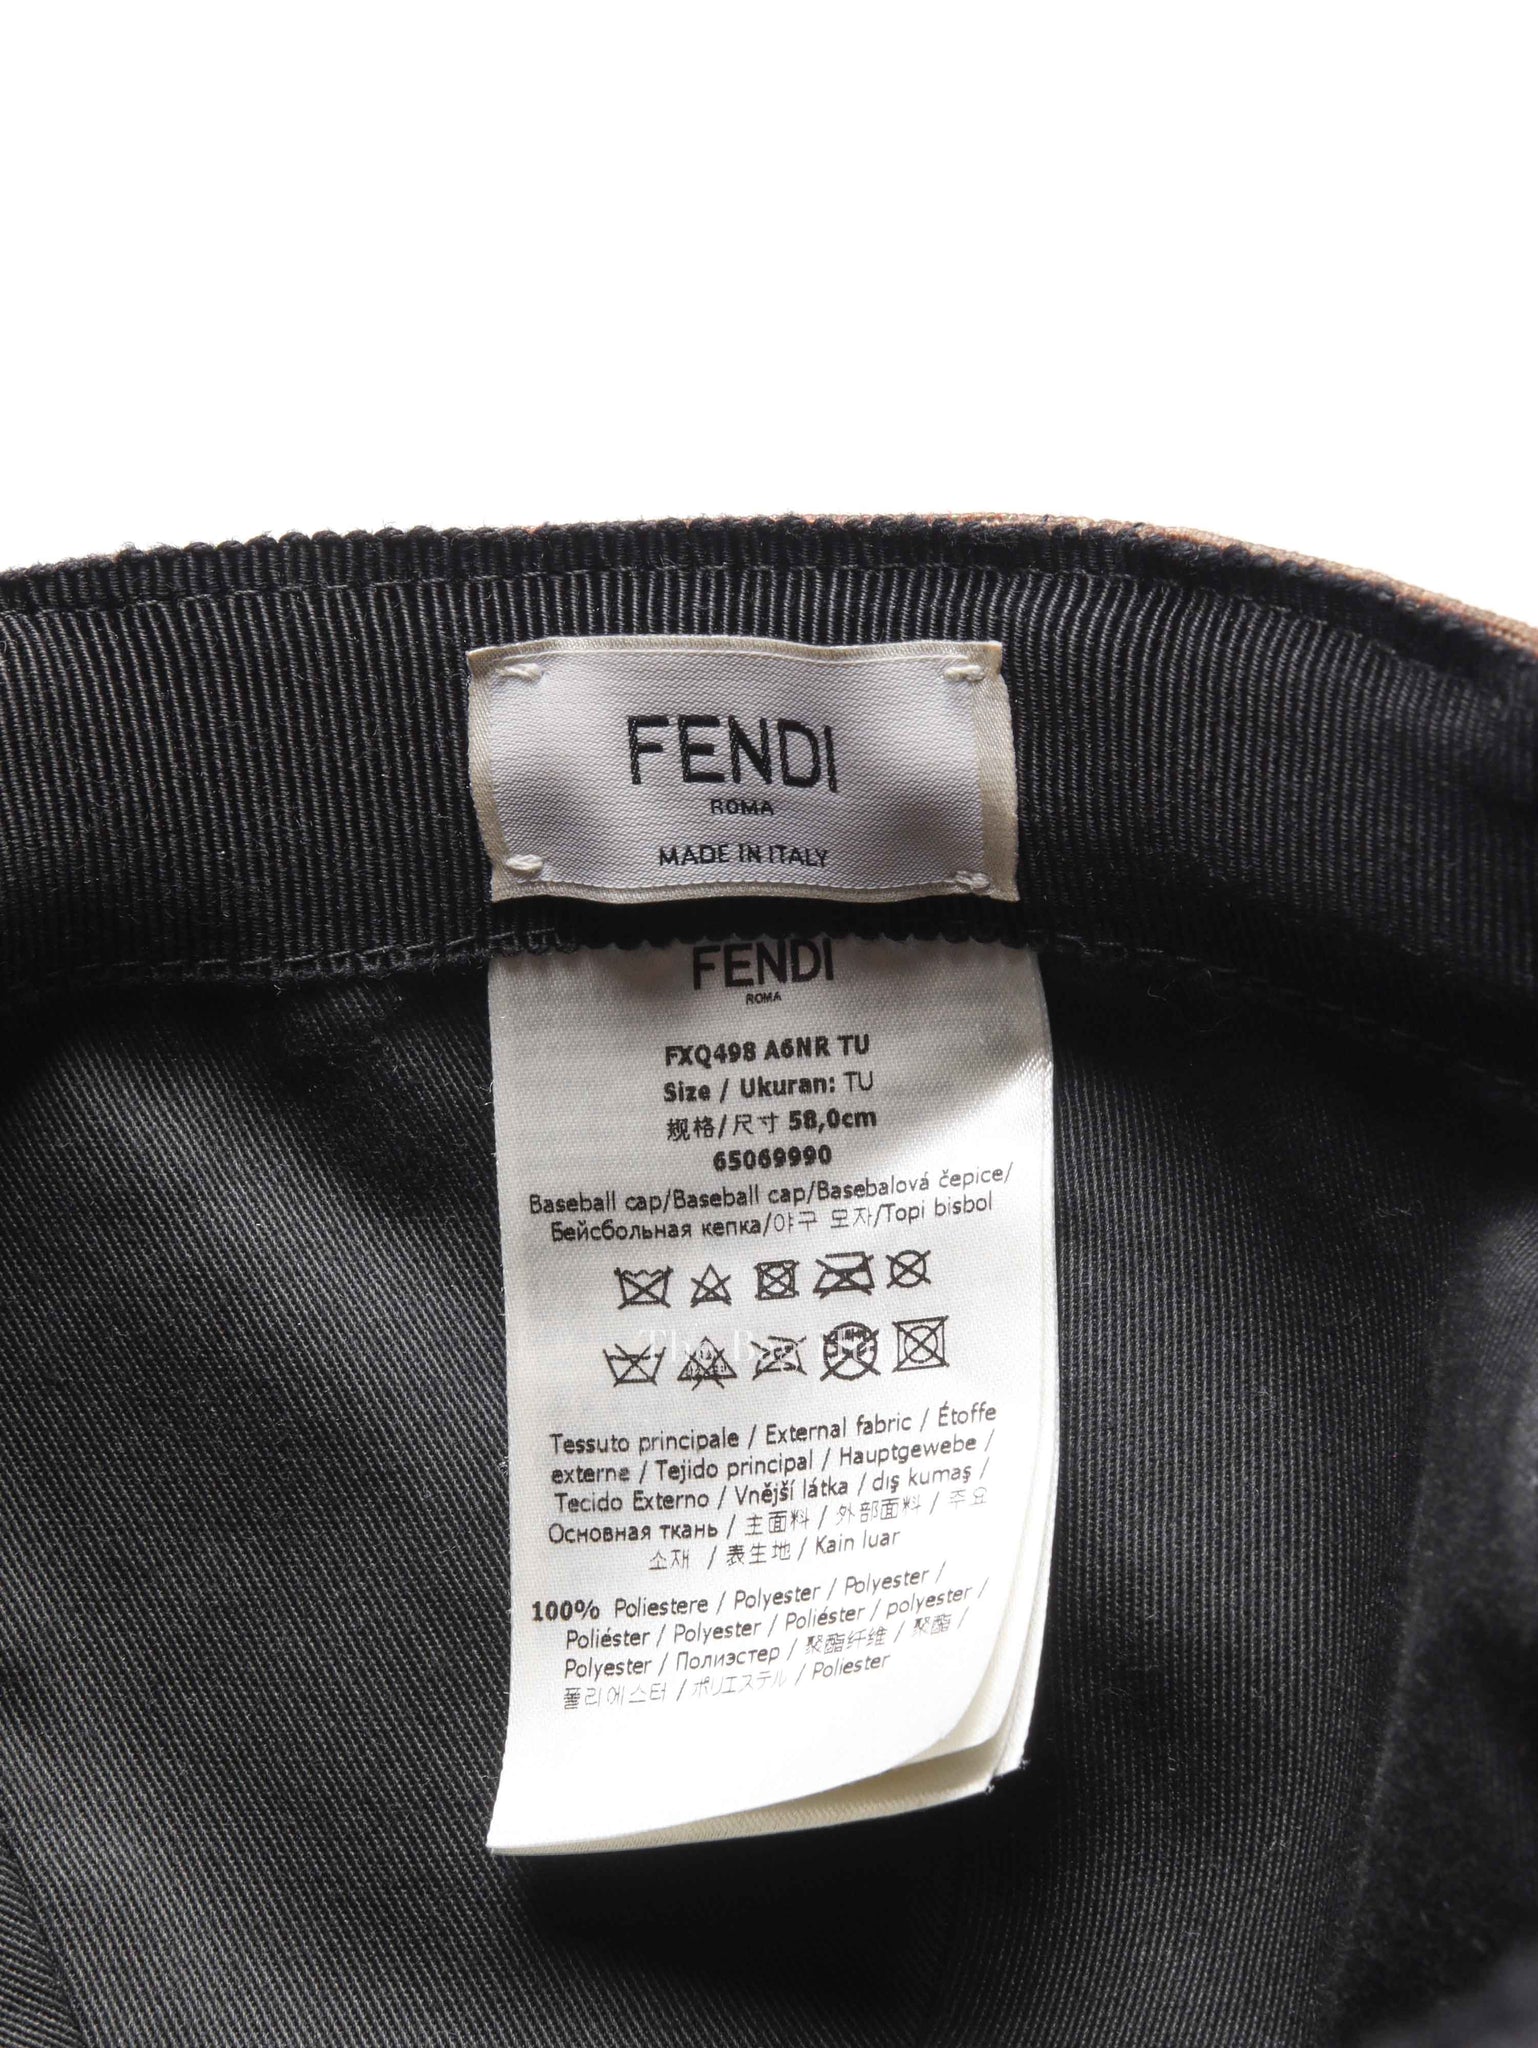 FENDI
ROMA
MADE IN ITALY
FENDI
ROMA
FXQ498 A6NR TU
Size / Ukuran: TU
规格/尺寸 58,0cm
65069990
Baseball cap/Baseball cap/Basebalová čepice/
Бейсбольная кепка/야구 모자/Topi bisbol
Tessuto principale / External fabric / Étoffe
externe / Tejido principal / Hauptgewebe /
Tecido Externo / Vnější látka / dış kumaş /
Основная ткань / 主面料 / 外部面料 / 주요
소재 / 表生地 / Kain luar
100% Poliestere / Polyester / Polyester /
Poliéster / Polyester / Poliéster / polyester /
Polyester / Полиэстер / 聚酯纤维 / 聚酯 /
폴리에스터 / ポリエステル / Poliester